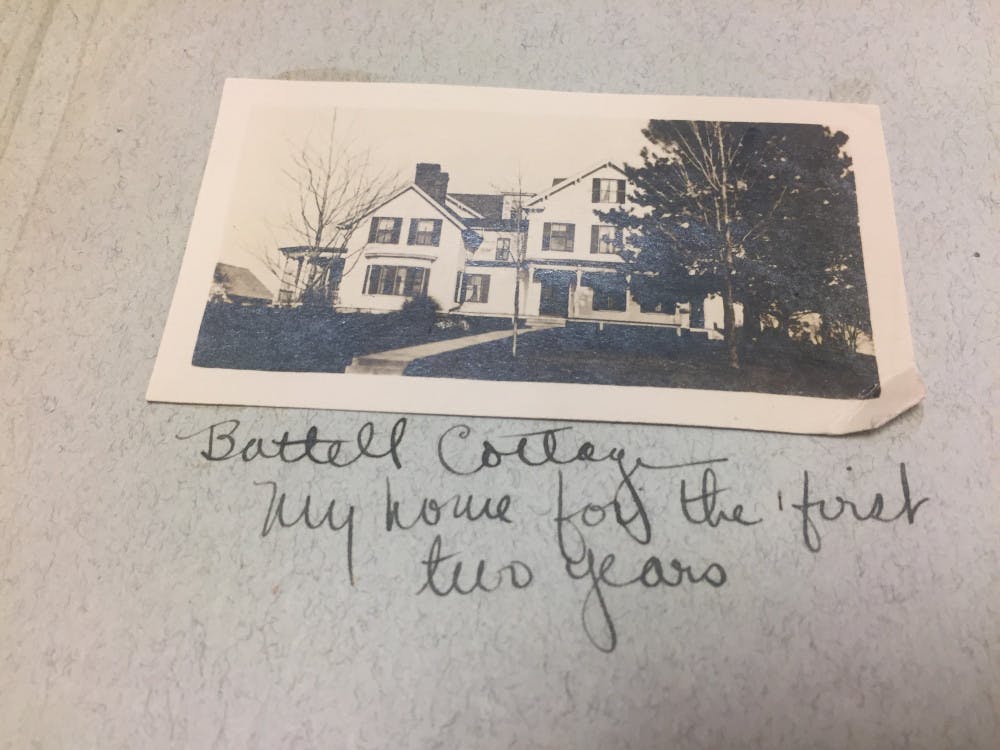 Battell Cottage
My home for the first
two years